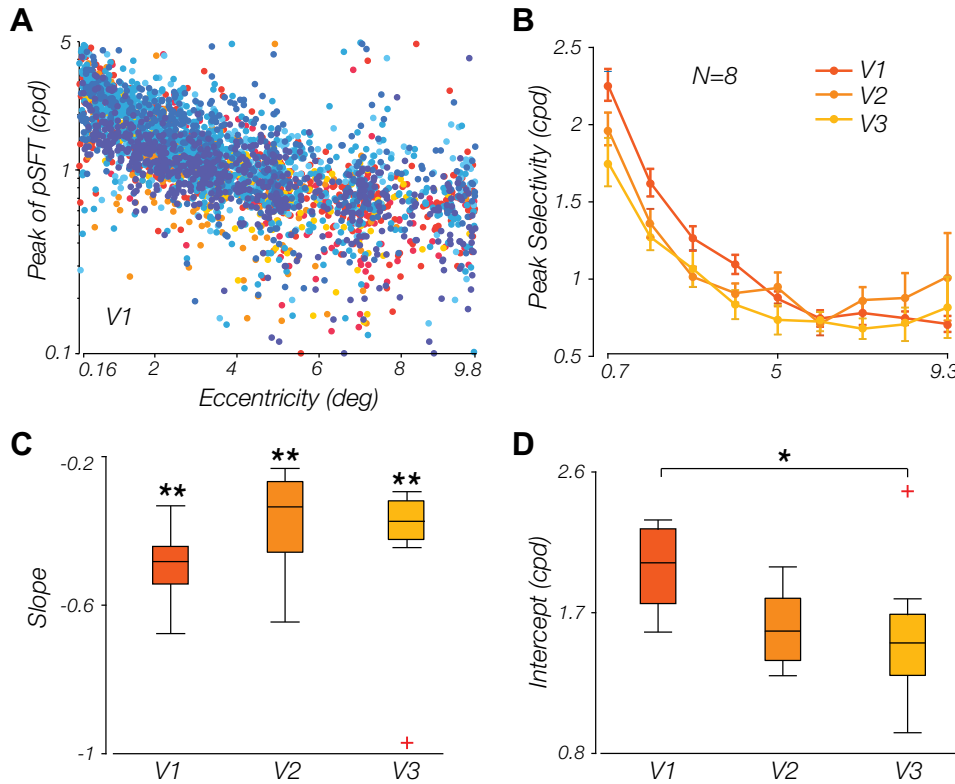 A
Peak of pSFT (cpd)
5
1
0.1
V1
0.16 2 4 6 8 9.8
Eccentricity (deg)
B
Peak Selectivity (cpd)
2.5
2
1.5
1
0.5
N=8
V1
V2
V3
0.7 5 9.3
C
Slope
-0.2
-0.6
-1
** ** **
V1 V2 V3
D
Intercept (cpd)
2.6
1.7
0.8
*
V1 V2 V3